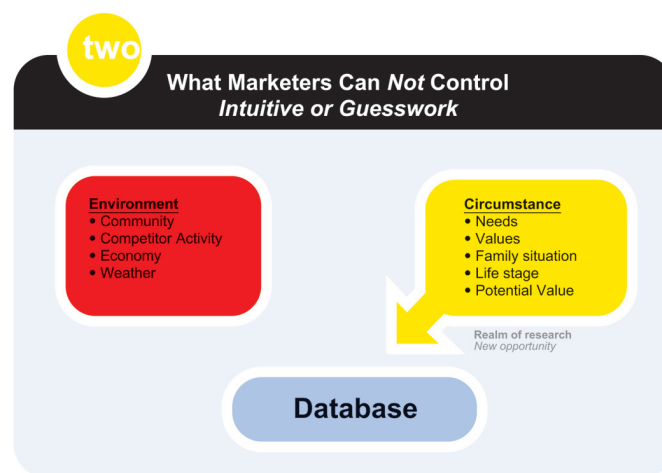 two
What Marketers Can Not Control
Intuitive or Guesswork
Environment
• Community
• Competitor Activity
• Economy
• Weather
Circumstance
• Needs
• Values
• Family situation
• Life stage
• Potential Value
Realm of research
New opportunity
Database